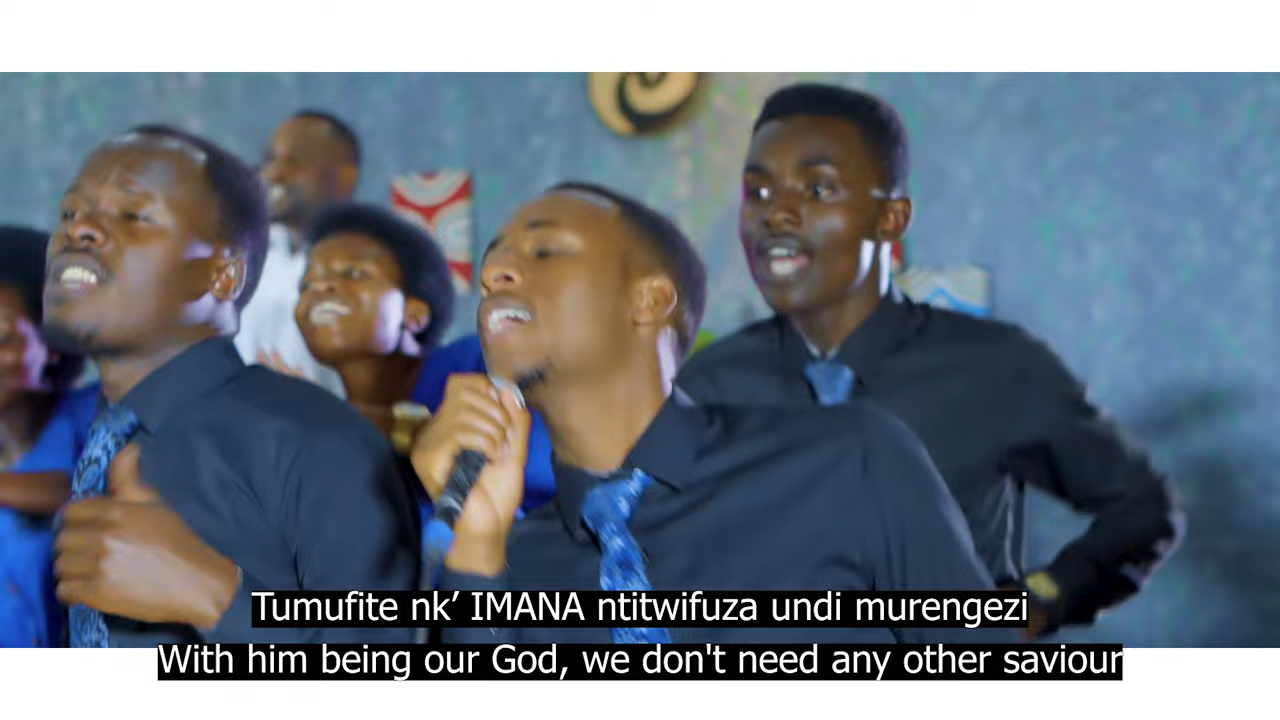 Tumufite nk’ IMANA ntitwifuza undi murengezi
With him being our God, we don't need any other saviour